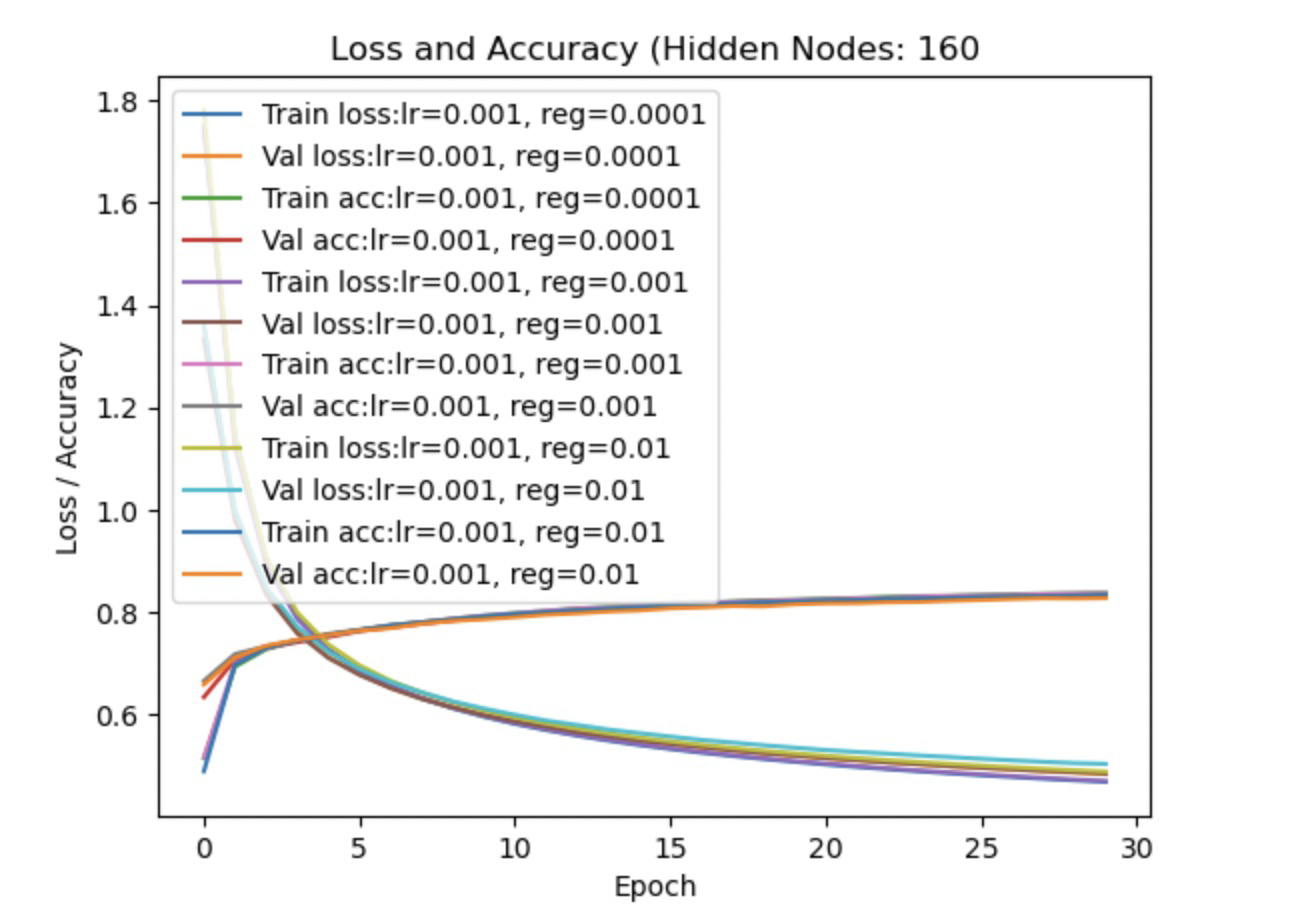 Loss and Accuracy (Hidden Nodes: 160
1.8
1.6
1.4
1.2
1.0
0.8
0.6
Loss / Accuracy
Train loss:lr=0.001, reg=0.0001
Val loss:lr=0.001, reg=0.0001
Train acc:lr=0.001, reg=0.0001
Val acc:lr=0.001, reg=0.0001
Train loss:lr=0.001, reg=0.001
Val loss:lr=0.001, reg=0.001
Train acc:lr=0.001, reg=0.001
Val acc:lr=0.001, reg=0.001
Train loss:lr=0.001, reg=0.01
Val loss:lr=0.001, reg=0.01
Train acc:lr=0.001, reg=0.01
Val acc:lr=0.001, reg=0.01
0 5 10 15 20 25 30
Epoch